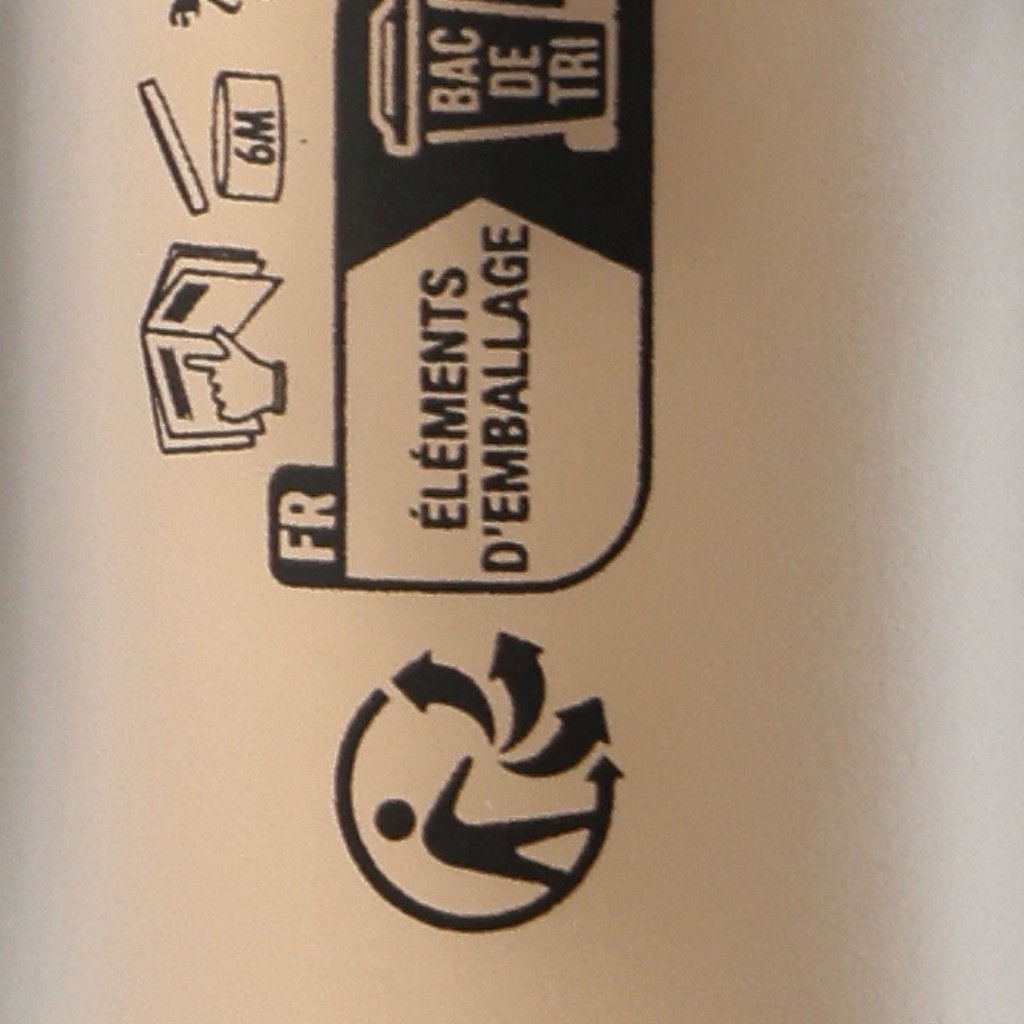 6M
FR
ÉLÉMENTS
D'EMBALLAGE
BAC
DE
TRI